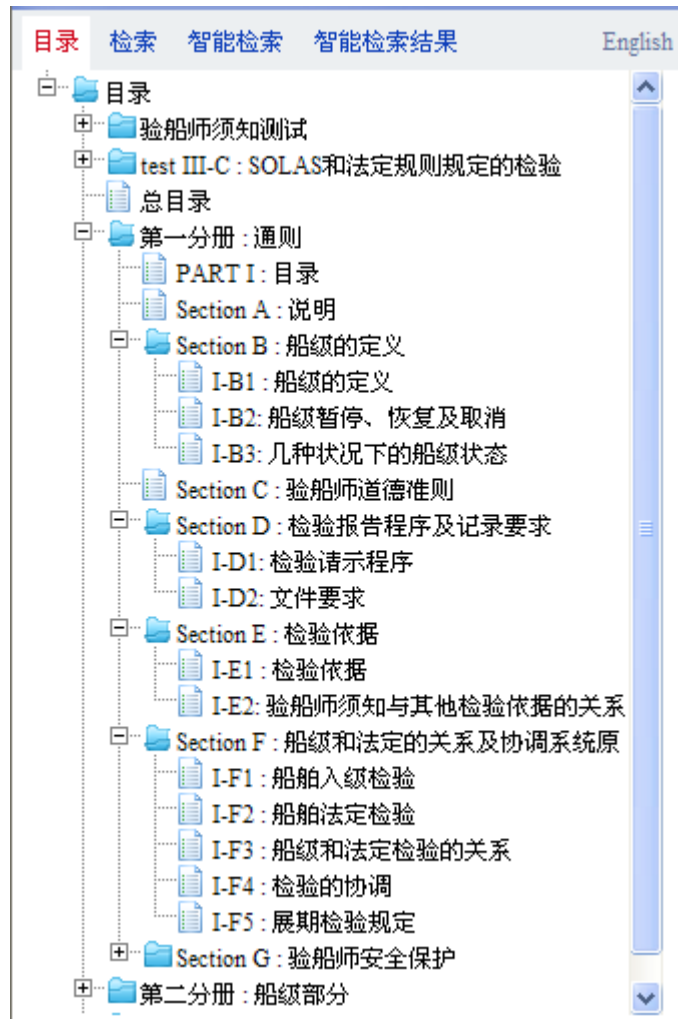 目录 检索 智能检索 智能检索结果 English
目录
验船师须知测试
test III-C : SOLAS和法定规则规定的检验
总目录
第一分册 : 通则
PART I : 目录
Section A : 说明
Section B : 船级的定义
I-B1 : 船级的定义
I-B2: 船级暂停、恢复及取消
I-B3: 几种状况下的船级状态
Section C : 验船师道德准则
Section D : 检验报告程序及记录要求
I-D1: 检验请示程序
I-D2: 文件要求
Section E : 检验依据
I-E1 : 检验依据
I-E2: 验船师须知与其他检验依据的关系
Section F : 船级和法定的关系及协调系统原
I-F1 : 船舶入级检验
I-F2 : 船舶法定检验
I-F3 : 船级和法定检验的关系
I-F4 : 检验的协调
I-F5 : 展期检验规定
Section G : 验船师安全保护
第二分册 : 船级部分